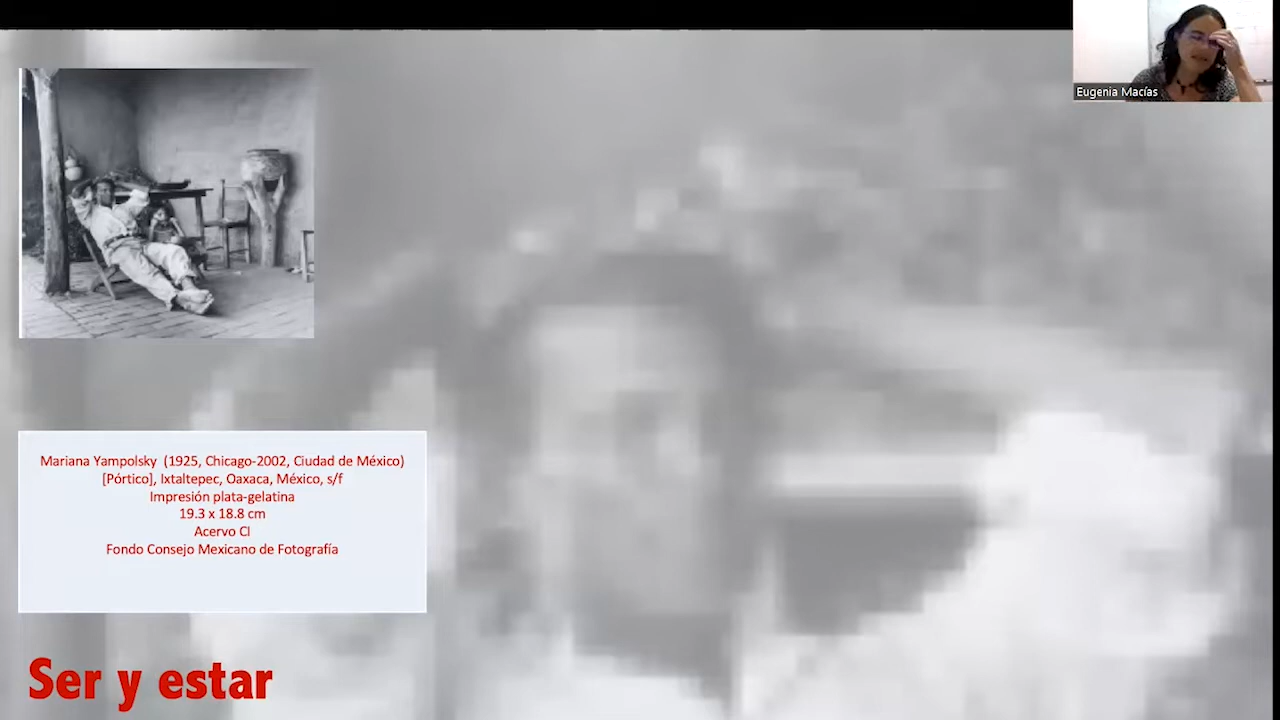 Eugenia Macías
Mariana Yampolsky (1925, Chicago-2002, Ciudad de México)
[Pórtico], Ixtaltepec, Oaxaca, México, s/f
Impresión plata-gelatina
19.3 x 18.8 cm
Acervo CI
Fondo Consejo Mexicano de Fotografía
Ser y estar